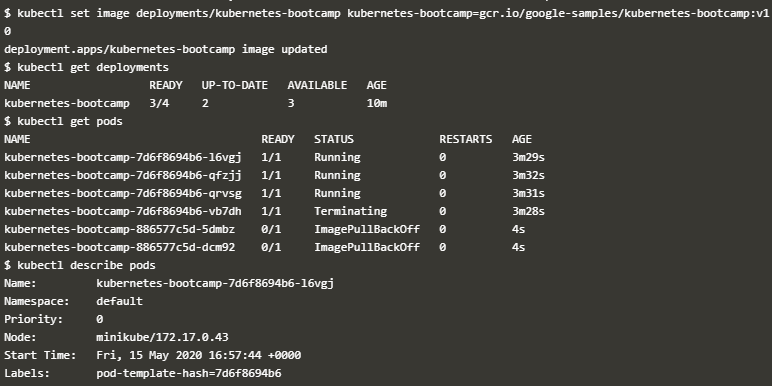 $ kubectl set image deployments/kubernetes-bootcamp kubernetes-bootcamp=gcr.io/google-samples/kubernetes-bootcamp:v1
0
deployment.apps/kubernetes-bootcamp image updated
$ kubectl get deployments
NAME                  READY   UP-TO-DATE   AVAILABLE   AGE
kubernetes-bootcamp   3/4     2            3           10m
$ kubectl get pods
NAME                                   READY   STATUS             RESTARTS   AGE
kubernetes-bootcamp-7d6f8694b6-l6vgj   1/1     Running            0          3m29s
kubernetes-bootcamp-7d6f8694b6-qfzjj   1/1     Running            0          3m32s
kubernetes-bootcamp-7d6f8694b6-qrvsg   1/1     Running            0          3m31s
kubernetes-bootcamp-7d6f8694b6-vb7dh   1/1     Terminating        0          3m28s
kubernetes-bootcamp-886577c5d-5dmbz    0/1     ImagePullBackOff   0          4s
kubernetes-bootcamp-886577c5d-dcm92    0/1     ImagePullBackOff   0          4s
$ kubectl describe pods
Name:         kubernetes-bootcamp-7d6f8694b6-l6vgj
Namespace:    default
Priority:     0
Node:         minikube/172.17.0.43
Start Time:   Fri, 15 May 2020 16:57:44 +0000
Labels:       pod-template-hash=7d6f8694b6